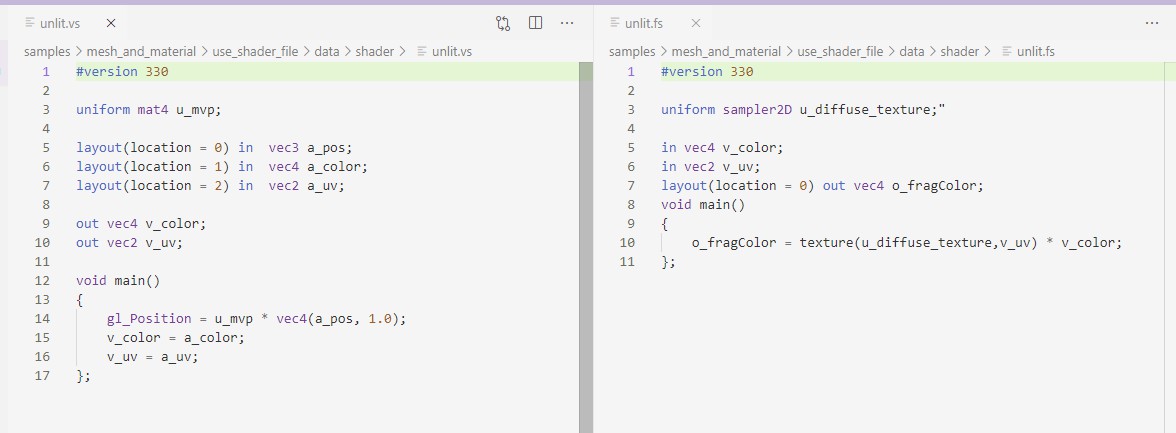 unlit.vs
samples > mesh_and_material > use_shader_file > data > shader > unlit.vs
1 #version 330
2
3 uniform mat4 u_mvp;
4
5 layout(location = 0) in  vec3 a_pos;
6 layout(location = 1) in  vec4 a_color;
7 layout(location = 2) in  vec2 a_uv;
8
9 out vec4 v_color;
10 out vec2 v_uv;
11
12 void main()
13 {
14     gl_Position = u_mvp * vec4(a_pos, 1.0);
15     v_color = a_color;
16     v_uv = a_uv;
17 };
unlit.fs
samples > mesh_and_material > use_shader_file > data > shader > unlit.fs
1 #version 330
2
3 uniform sampler2D u_diffuse_texture;"
4
5 in vec4 v_color;
6 in vec2 v_uv;
7 layout(location = 0) out vec4 o_fragColor;
8 void main()
9 {
10     o_fragColor = texture(u_diffuse_texture,v_uv) * v_color;
11 };